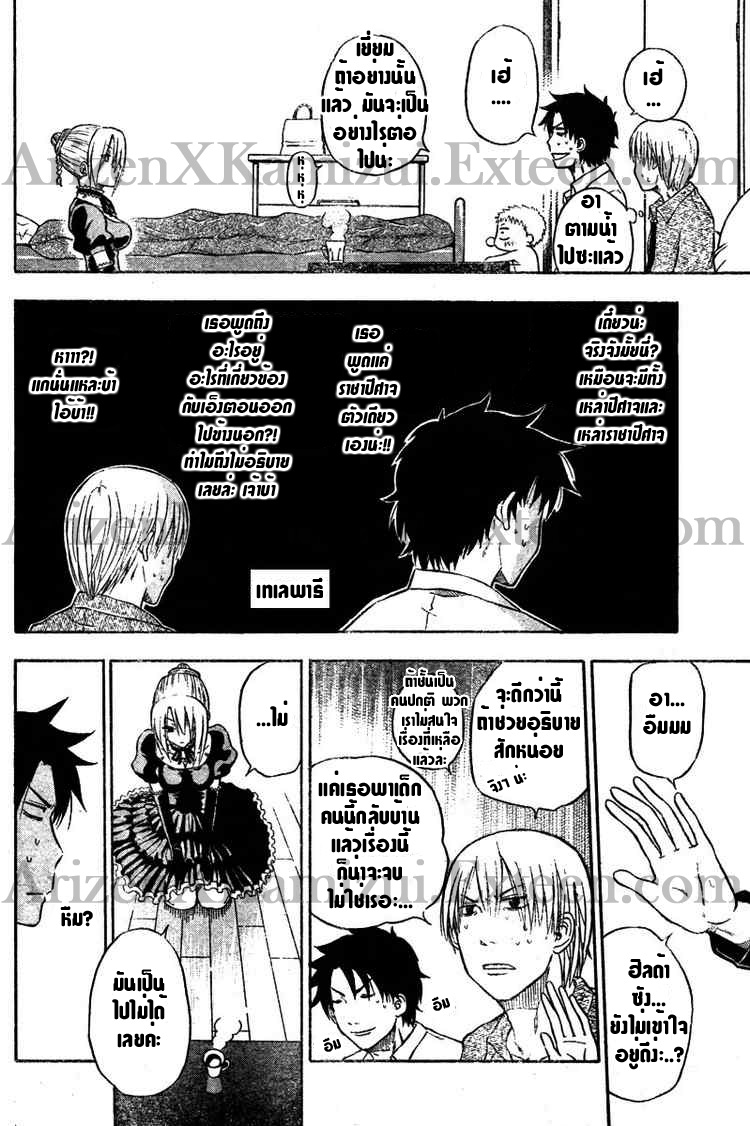 เฮ้
...
เฮ้
....
เยี่ยม
ถ้าอย่างนั้น
แล้ว มันจะเป็น
อย่างไรต่อ
ไปน่ะ
หุหุหุ
อา
ตามน้ำ
ไปซะแล้ว
ArizenXKamizui.Exteen.com
เดี๋ยวน่ะ
จริงจังมั้ยนี่?
เหมือนจะมีทั้ง
เหล่าปีศาจและ
เหล่าราชาปีศาจ
เธอ
พูดแค่
ราชาปีศาจ
ตัวเดียว
เองน่ะ!!
เธอพูดถึง
อะไรอยู่
อะไรที่เกี่ยวข้อง
กับเอ็งตอนออก
ไปข้างนอก?!
ทำไมถึงไม่อธิบาย
เลยล่ะ เจ้าบ้า
หาาา?!
แกนั่นแหละบ้า
ไอ้บ้า!!
ArizenXKamizui.Exteen.com
เทเลพาธี
อา...
อืมมม
ฮิลด้า
ซัง...
ยังไม่เข้าใจ
อยู่ดีง่ะ..?
จะดีกว่านี้
ถ้าช่วยอธิบาย
สักหน่อย
จิงา น่ะ
ถ้าชั้นเป็น
คนปกติ พวก
เราไม่สนใจ
เรื่องที่เหลือ
แล้วละ
แค่เธอพาเด็ก
คนนี้กลับบ้าน
แล้วเรื่องนี้
ก็น่าจะจบ
ไม่ใช่เรอะ...
อืม
อืม
...ไม่
มันเป็น
ไปไม่ได้
เลยค่ะ
หืม?
ArizenXKamizui.Exteen.com